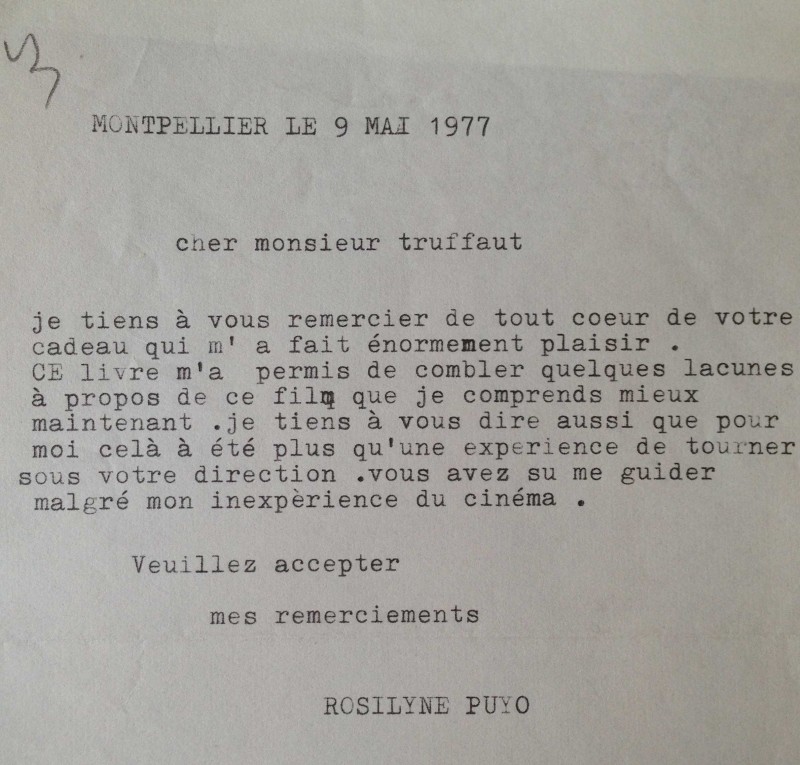 MONTPELLIER LE 9 MAI 1977
cher monsieur truffaut
je tiens à vous remercier de tout coeur de votre
cadeau qui m' a fait énormement plaisir .
CE livre m'a permis de combler quelques lacunes
à propos de ce film que je comprends mieux
maintenant .je tiens à vous dire aussi que pour
moi celà à été plus qu'une experience de tourner
sous votre direction .vous avez su me guider
malgré mon inexpèrience du cinéma .
Veuillez accepter
mes remerciements
ROSILYNE PUYO